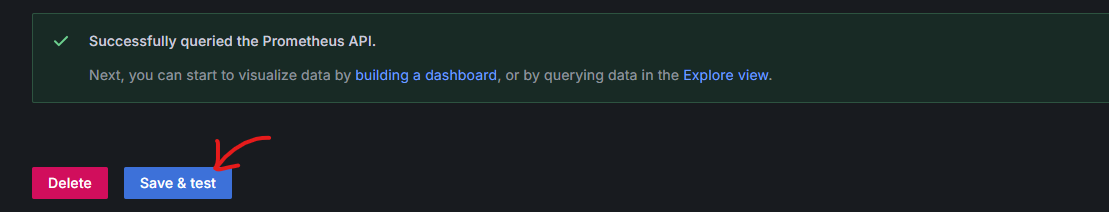 Successfully queried the Prometheus API.
Next, you can start to visualize data by building a dashboard, or by querying data in the Explore view.
Delete
Save & test